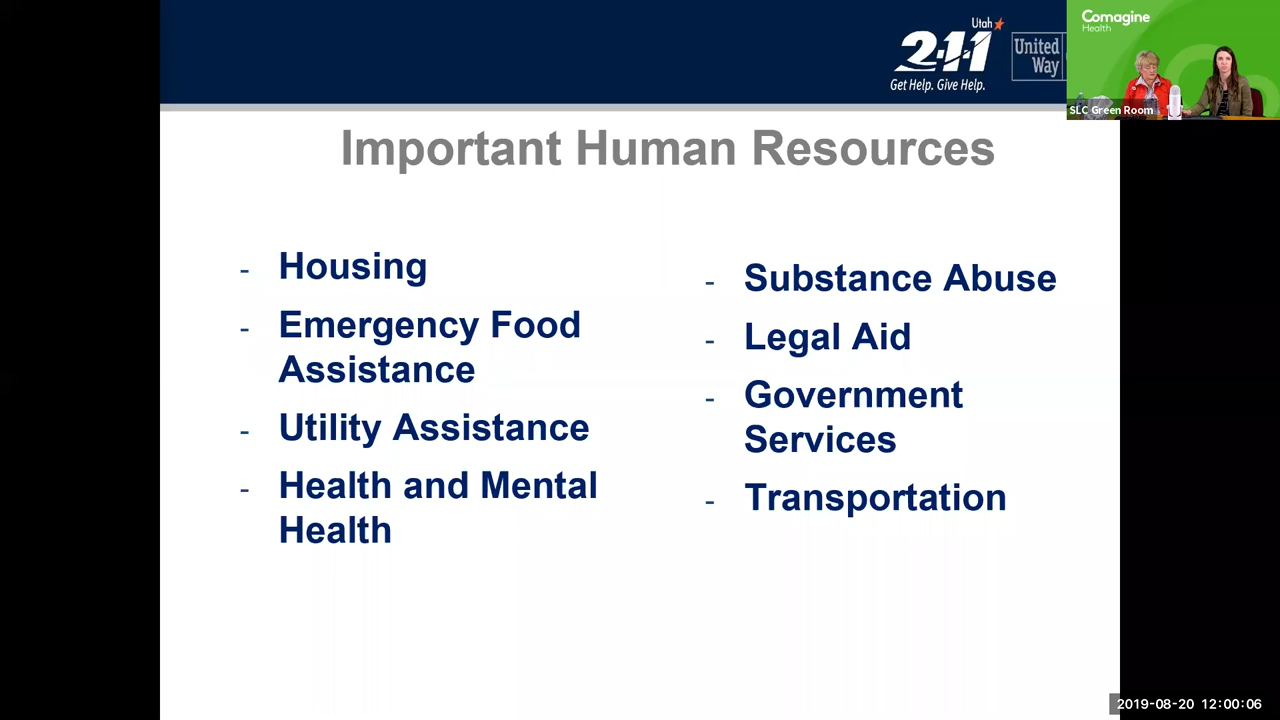 Utah
2-1-1
Get Help. Give Help.
United
Way
Comagine
Health
SLC Green Room
Important Human Resources
- Housing
- Emergency Food
Assistance
- Utility Assistance
- Health and Mental
Health
- Substance Abuse
- Legal Aid
- Government
Services
- Transportation
2019-08-20 12:00:06